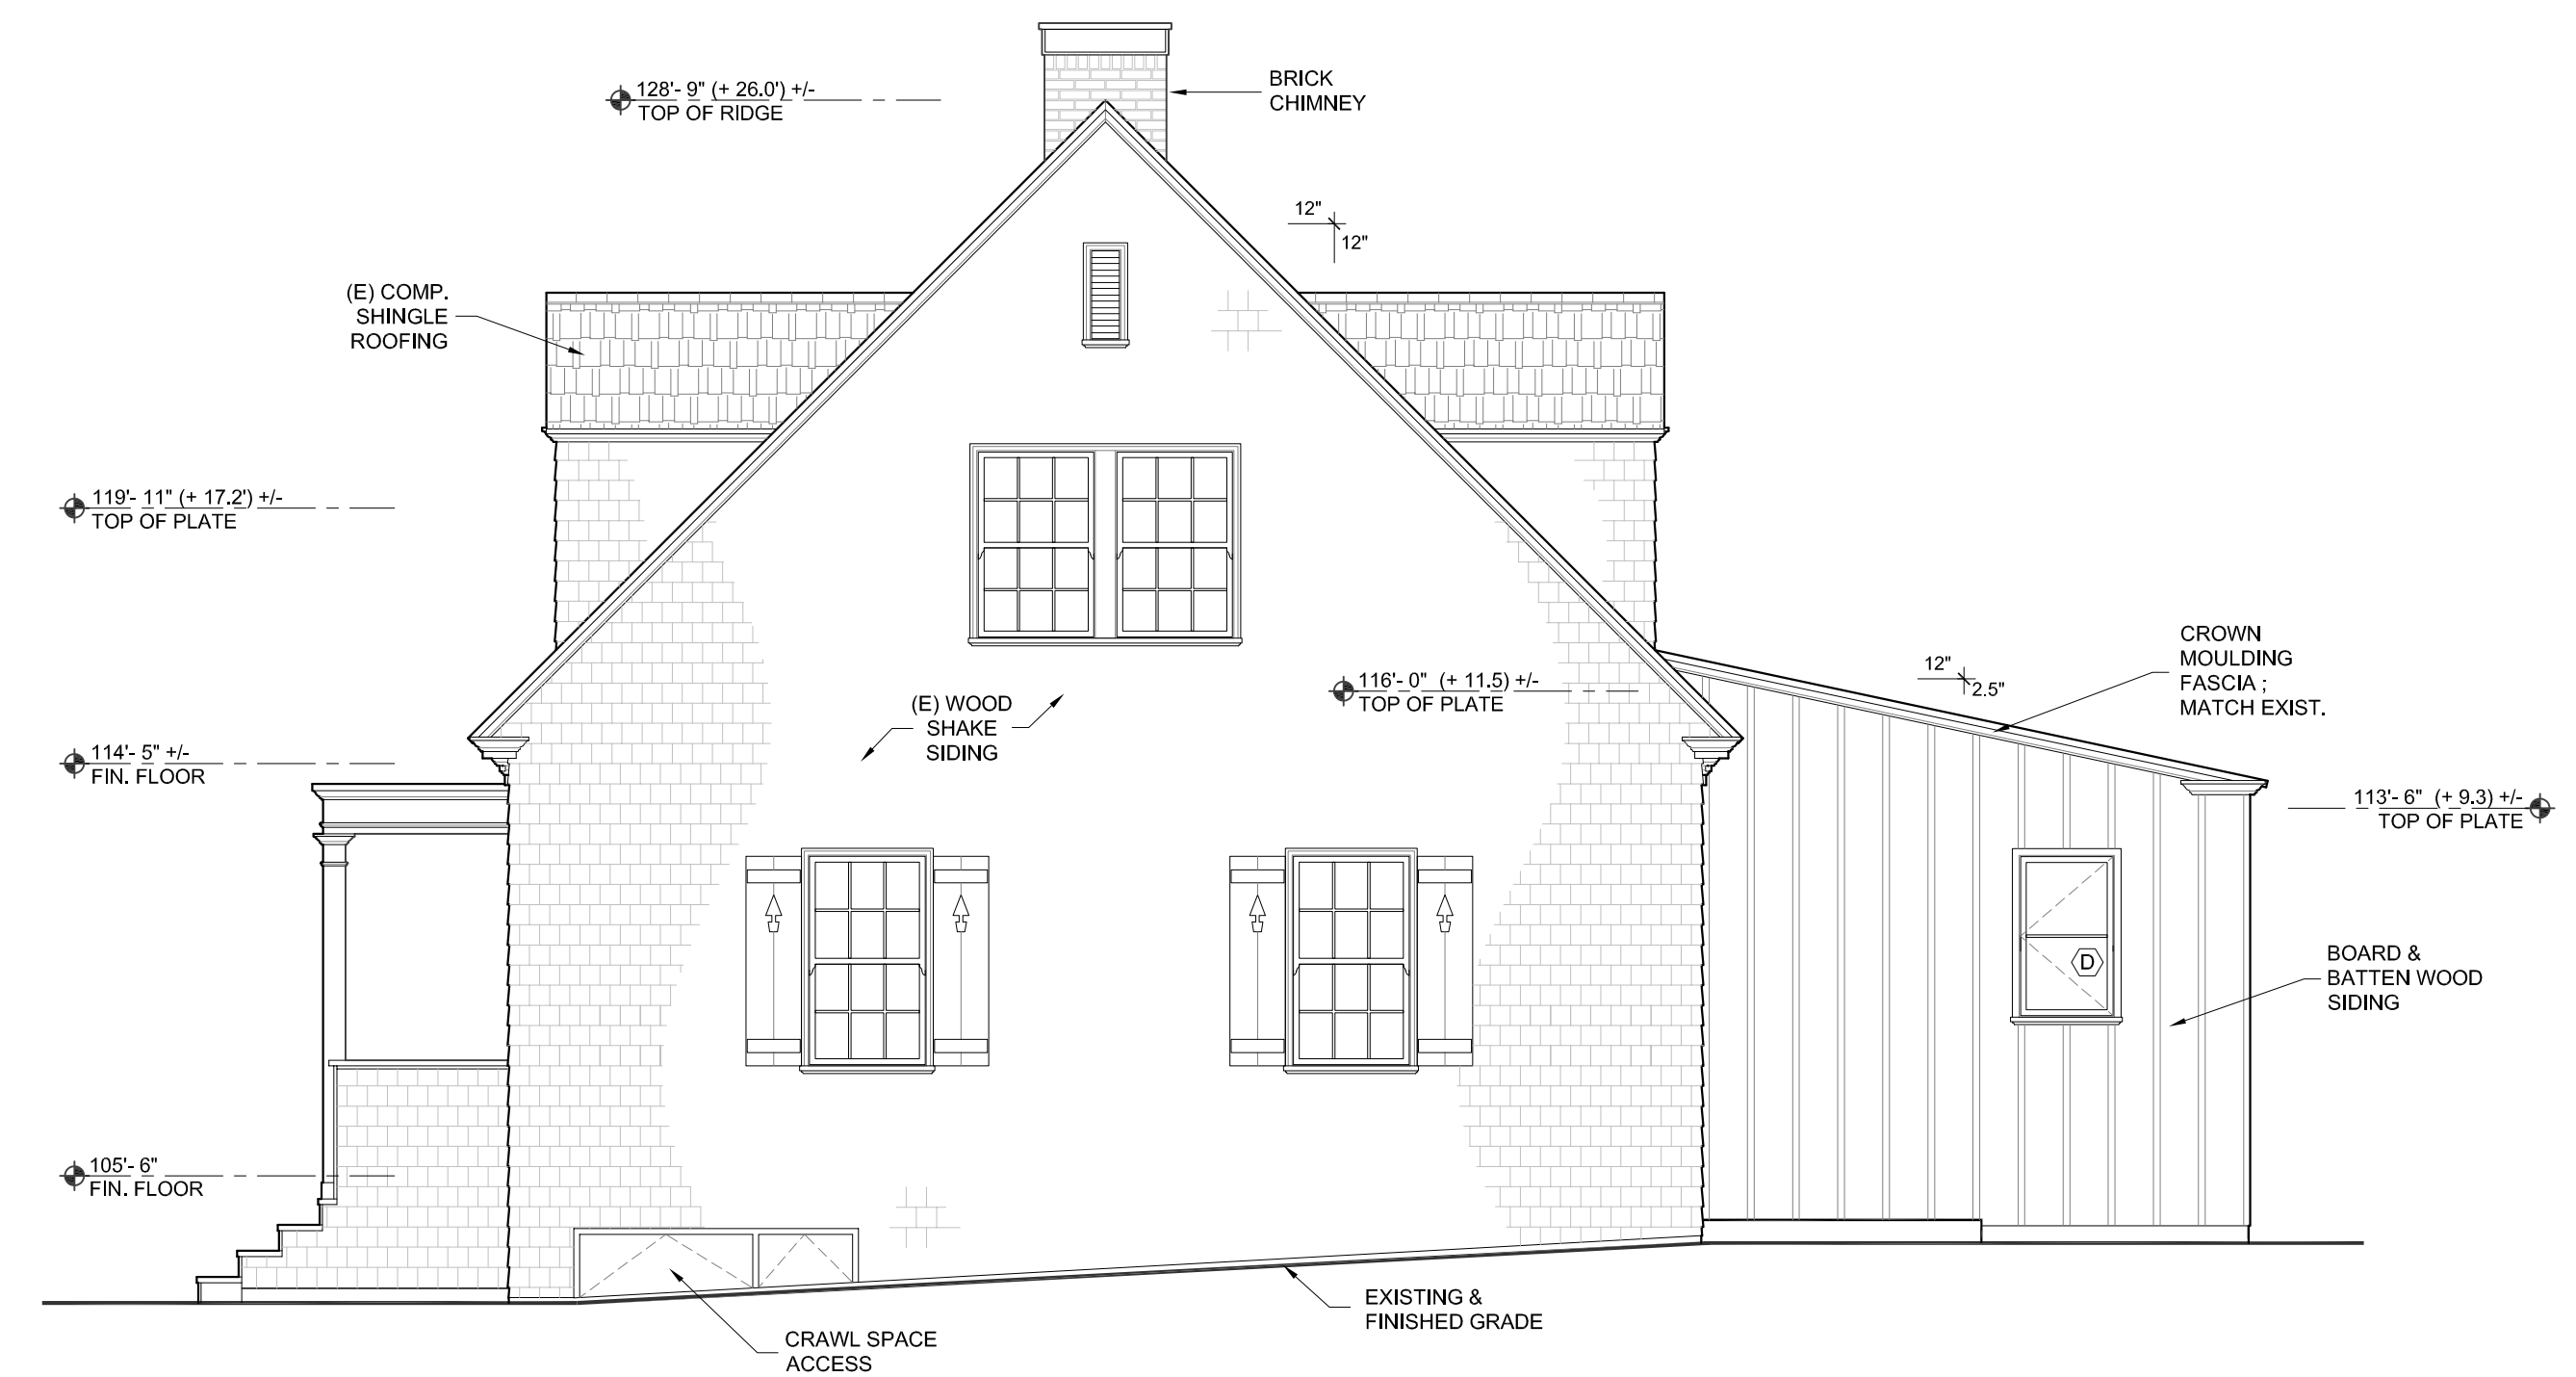 128'- 9" (+ 26.0') +/-
TOP OF RIDGE
BRICK
CHIMNEY
12"
12"
(E) COMP.
SHINGLE
ROOFING
119'- 11" (+ 17.2') +/-
TOP OF PLATE
CROWN
MOULDING
FASCIA ;
MATCH EXIST.
12"
2.5"
116'- 0"  (+ 11.5) +/-
TOP OF PLATE
(E) WOOD
SHAKE
SIDING
114'- 5" +/-
FIN. FLOOR
113'- 6"  (+ 9.3) +/-
TOP OF PLATE
D
BOARD &
BATTEN WOOD
SIDING
105'- 6"
FIN. FLOOR
EXISTING &
FINISHED GRADE
CRAWL SPACE
ACCESS